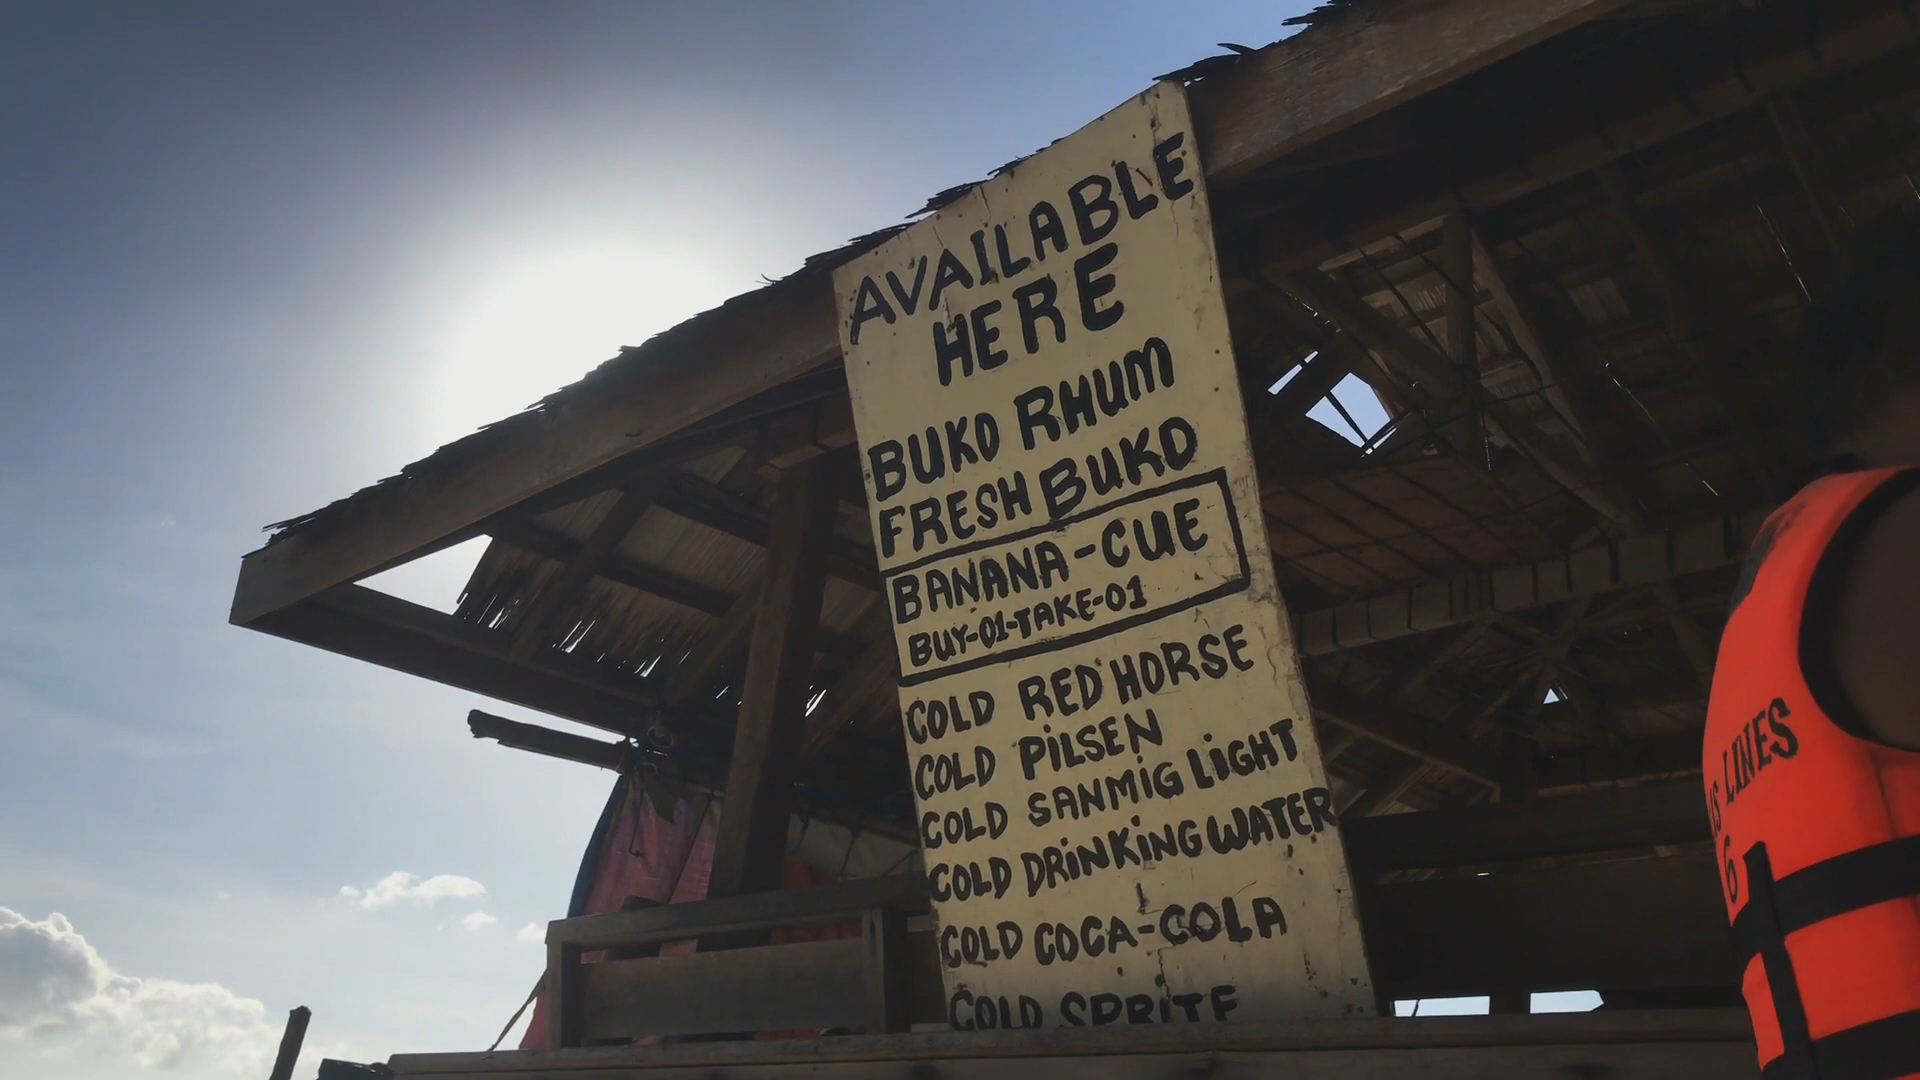 AVAILABLE
HERE
BUKO RHUM
FRESH BUKO
BANANA-CUE
BUY-01-TAKE-01
COLD RED HORSE
COLD PiLSEN
COLD SANMiG LiGHT
COLD DRiNKiNG WATER
COLD COCA-COLA
COLD SPRITE
LINES
6